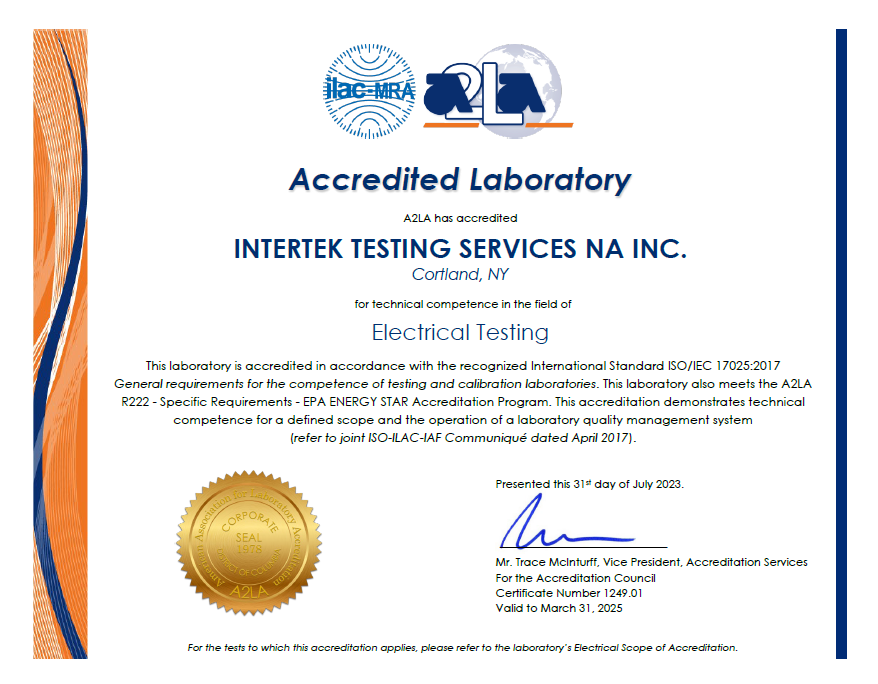 ilac-MRA
A2LA
Accredited Laboratory
A2LA has accredited
INTERTEK TESTING SERVICES NA INC.
Cortland, NY
for technical competence in the field of
Electrical Testing
This laboratory is accredited in accordance with the recognized International Standard ISO/IEC 17025:2017
General requirements for the competence of testing and calibration laboratories. This laboratory also meets the A2LA
R222 - Specific Requirements - EPA ENERGY STAR Accreditation Program. This accreditation demonstrates technical
competence for a defined scope and the operation of a laboratory quality management system
(refer to joint ISO-ILAC-IAF Communiqué dated April 2017).
American Association for Laboratory Accreditation
CORPORATE
SEAL
1978
DISTRICT OF COLUMBIA
A2LA
Presented this 31st day of July 2023.
Mr. Trace McInturff, Vice President, Accreditation Services
For the Accreditation Council
Certificate Number 1249.01
Valid to March 31, 2025
For the tests to which this accreditation applies, please refer to the laboratory's Electrical Scope of Accreditation.